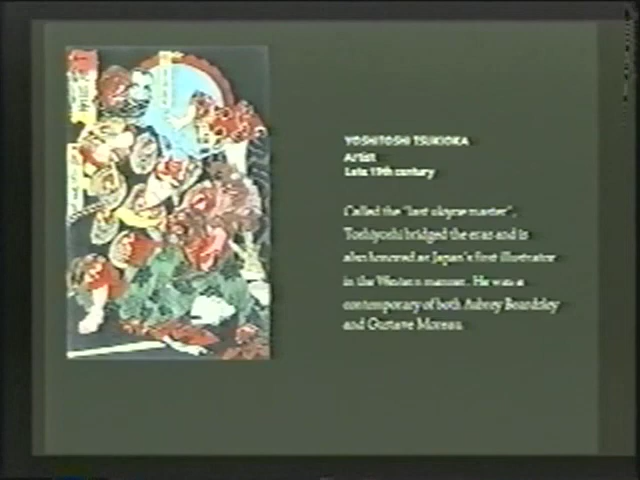 YOSHITOSHI TSUKIOKA
Artist
Late 19th century
Called the "last ukiyoe master".
Toshiyoshi bridged the eras and is
also honored as Japan's first illustrator
in the Western manner. He was a
contemporary of both Aubrey Beardsley
and Gustave Moreau.